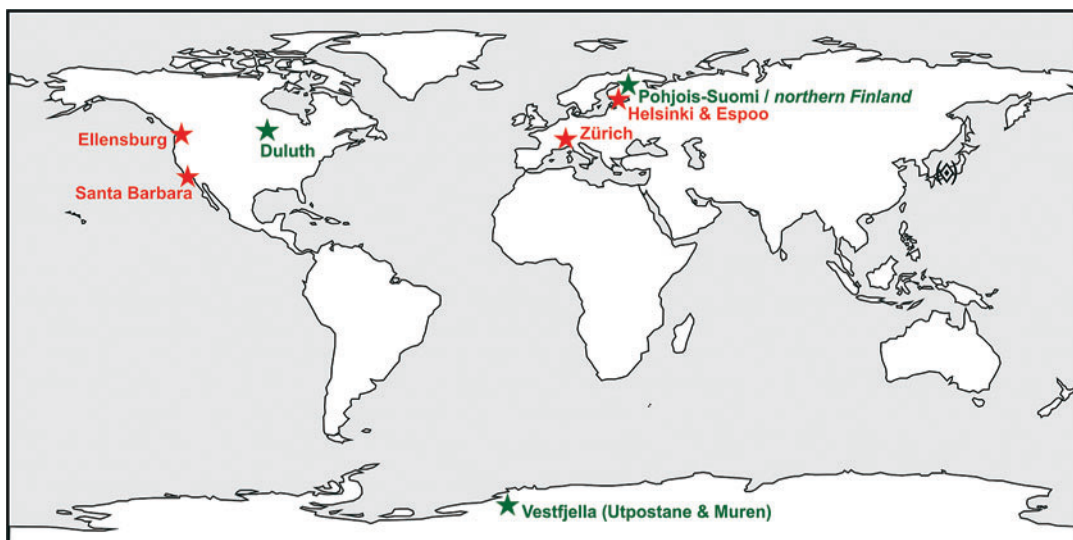 Pohjois-Suomi / northern Finland
Helsinki & Espoo
Ellensburg
Zürich
Duluth
Santa Barbara
Vestfjella (Utpostane & Muren)